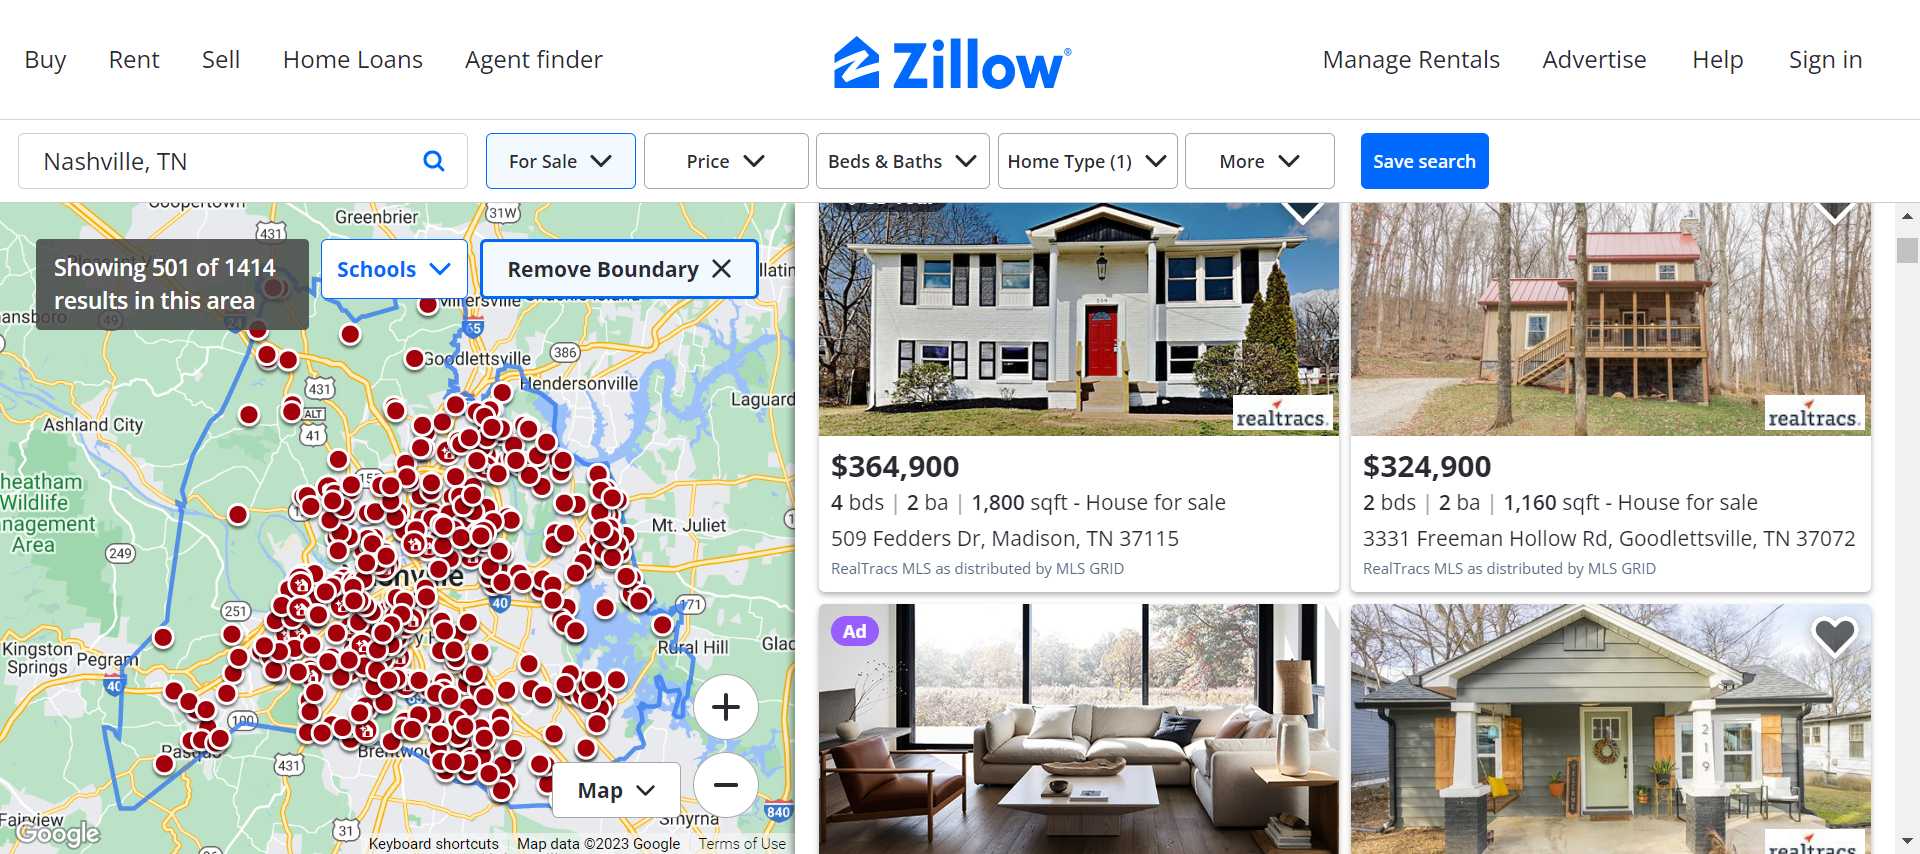 Buy
Rent
Sell
Home Loans
Agent finder
Zillow
Manage Rentals
Advertise
Help
Sign in
Nashville, TN
For Sale
Price
Beds & Baths
Home Type (1)
More
Save search
Showing 501 of 1414
results in this area
Schools
Remove Boundary
Greenbrier
31W
431
49
65
Goodlettsville
386
Hendersonville
431
ALT
41
Laguard
Ashland City
Area
Mt. Juliet
249
251
40
171
Rural Hill
Kingston
Springs
Pegram
40
100
431
Map
Smyrna
840
Fairview
31
Google
Keyboard shortcuts
Map data ©2023 Google
Terms of Use
realtracs.
$364,900
4 bds | 2 ba | 1,800 sqft - House for sale
509 Fedders Dr, Madison, TN 37115
RealTracs MLS as distributed by MLS GRID
realtracs.
$324,900
2 bds | 2 ba | 1,160 sqft - House for sale
3331 Freeman Hollow Rd, Goodlettsville, TN 37072
RealTracs MLS as distributed by MLS GRID
Ad
219
realtracs